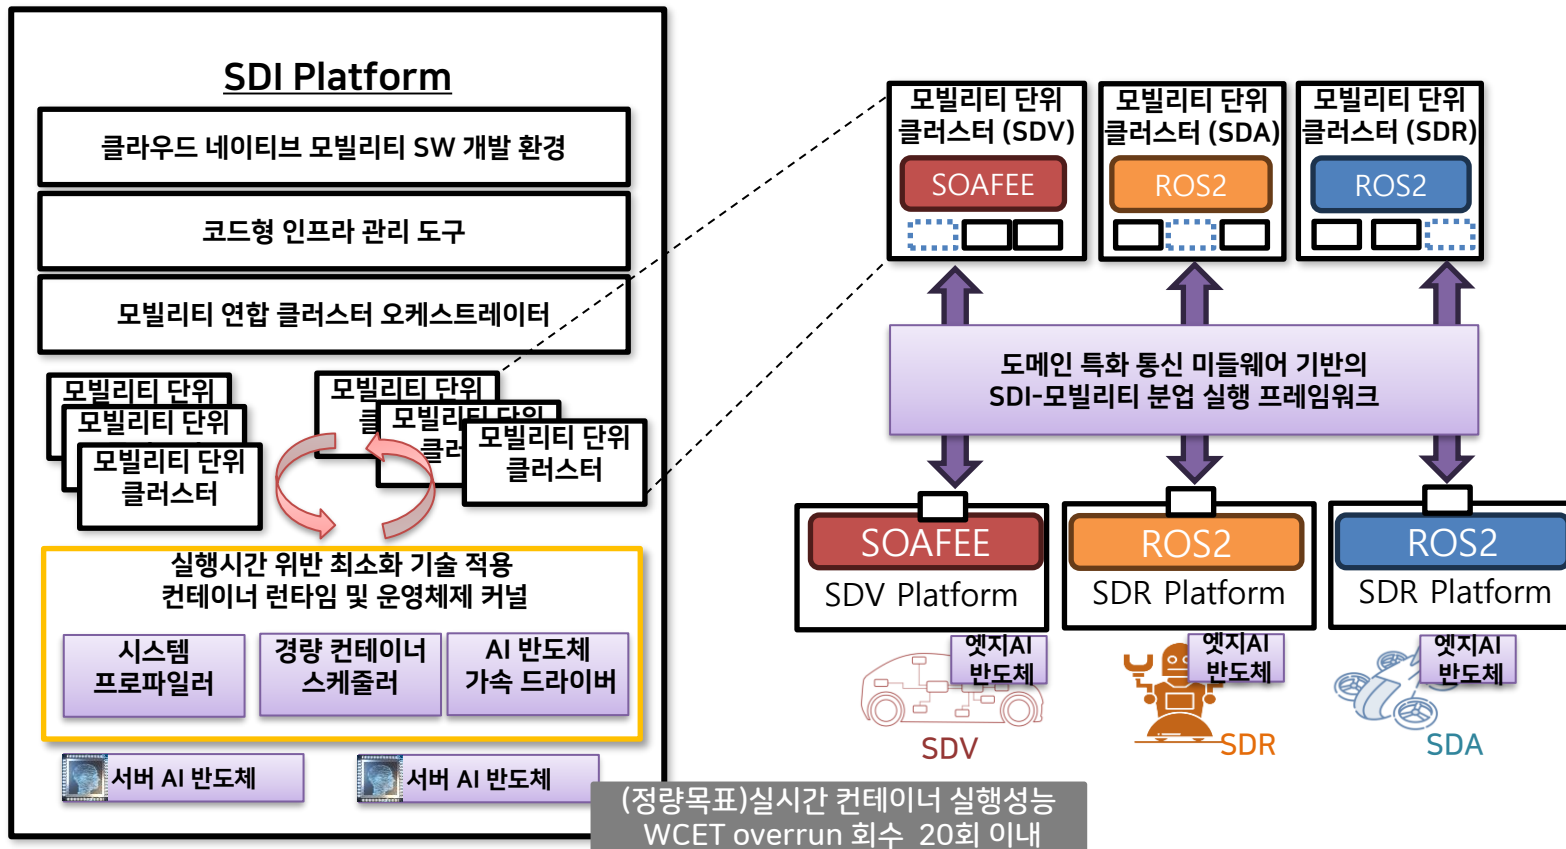 SDI Platform
클라우드 네이티브 모빌리티 SW 개발 환경
코드형 인프라 관리 도구
모빌리티 연합 클러스터 오케스트레이터
모빌리티 단위
모빌리티 단위
모빌리티 단위
클러스터
모빌리티 단위
클
모빌리티 단위
클러
모빌리티 단위
클러스터
실행시간 위반 최소화 기술 적용
컨테이너 런타임 및 운영체제 커널
시스템
프로파일러
경량 컨테이너
스케줄러
AI 반도체
가속 드라이버
서버 AI 반도체
서버 AI 반도체
모빌리티 단위
클러스터 (SDV)
SOAFEE
모빌리티 단위
클러스터 (SDA)
ROS2
모빌리티 단위
클러스터 (SDR)
ROS2
도메인 특화 통신 미들웨어 기반의
SDI-모빌리티 분업 실행 프레임워크
SOAFEE
SDV Platform
엣지AI
반도체
SDV
ROS2
SDR Platform
엣지AI
반도체
SDR
ROS2
SDR Platform
엣지AI
반도체
SDA
(정량목표)실시간 컨테이너 실행성능
WCET overrun 회수 20회 이내